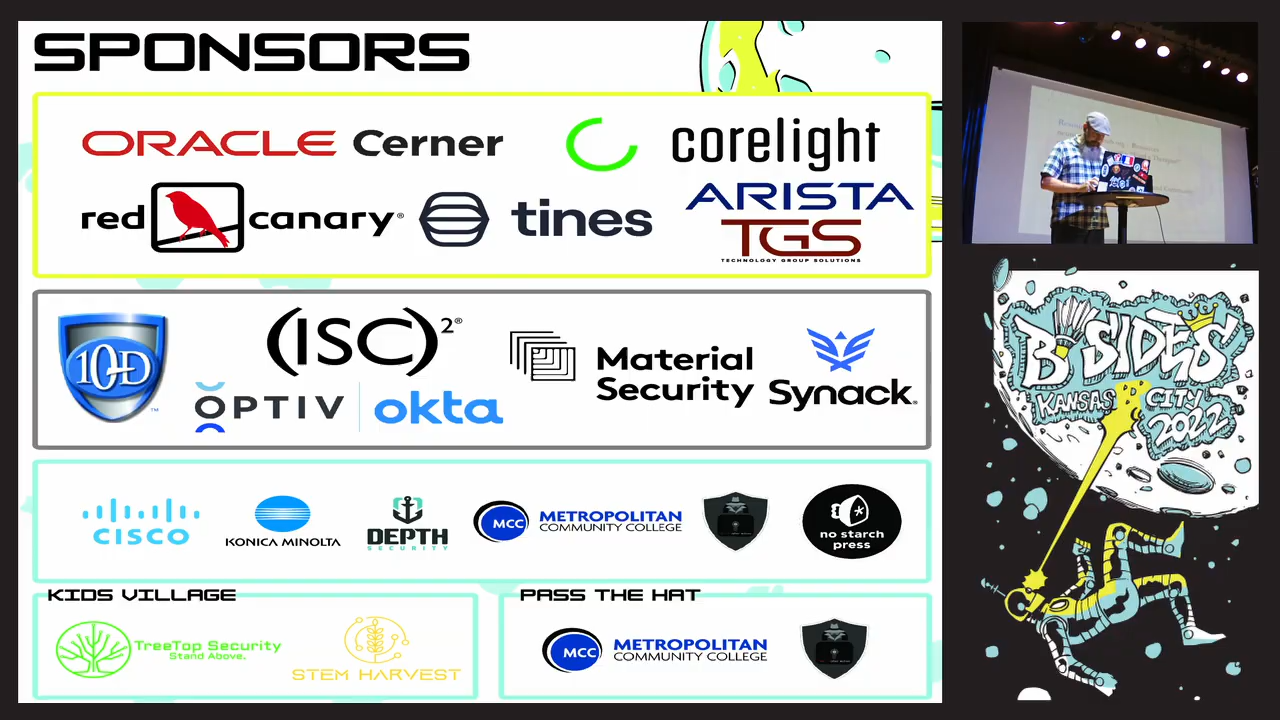 SPONSORS
ORACLE Cerner
corelight
red canary®
tines
ARISTA
TGS
TECHNOLOGY GROUP SOLUTIONS
10-D
™
(ISC)2®
OPTIV
okta
Material
Security
Synack®
CISCO
KONICA MINOLTA
DEPTH
SECURITY
MCC
METROPOLITAN
COMMUNITY COLLEGE
no starch
press
KIDS VILLAGE
TreeTop Security
Stand Above.
STEM HARVEST
PASS THE HAT
MCC
METROPOLITAN
COMMUNITY COLLEGE
B SIDES
KANSAS CITY
2022